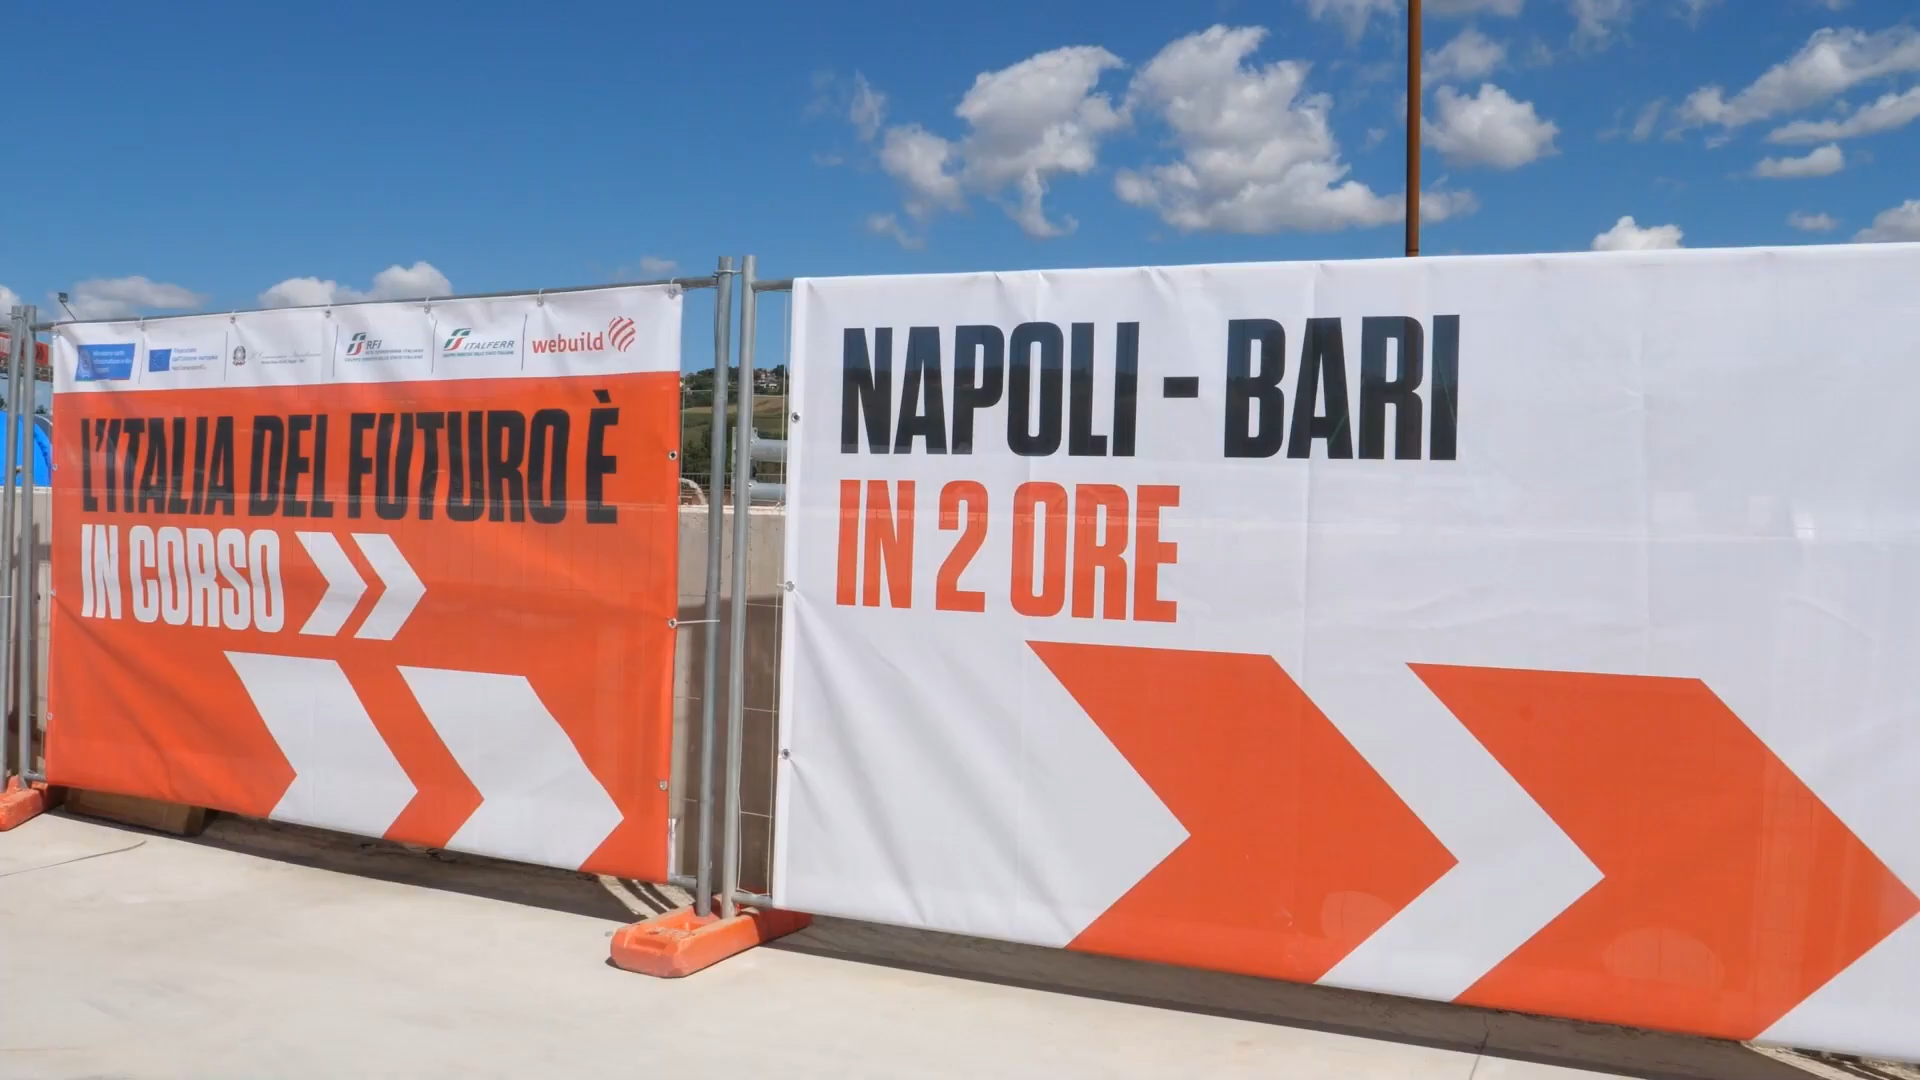 RFI
ITALFERR
webuild
L'ITALIA DEL FUTURO È
IN CORSO
NAPOLI - BARI
IN 2 ORE